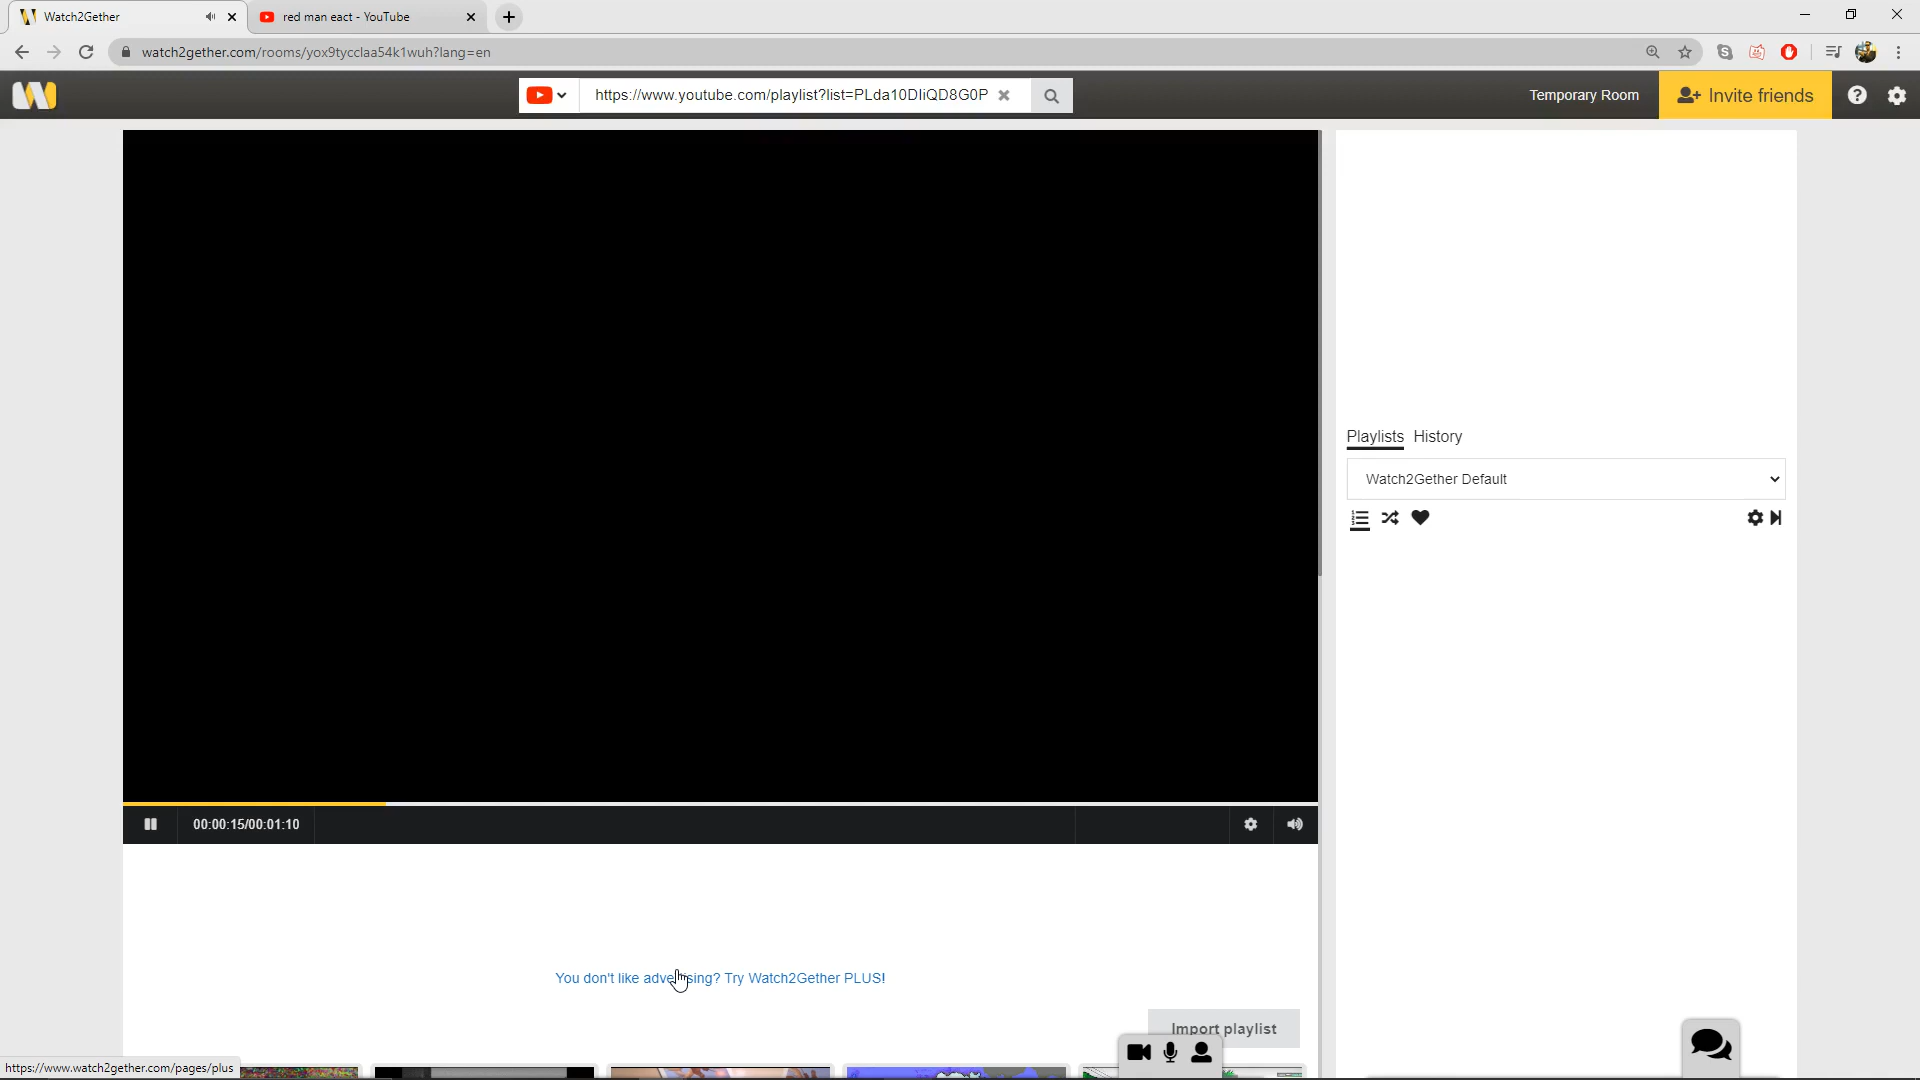 Watch2Gether
red man eact - YouTube
watch2gether.com/rooms/yox9tycclaa54k1wuh?lang=en
https://www.youtube.com/playlist?list=PLda10DliQD8G0P
Temporary Room
Invite friends
Playlists History
Watch2Gether Default
00:00:15/00:01:10
You don't like advertising? Try Watch2Gether PLUS!
Import playlist
https://www.watch2gether.com/pages/plus